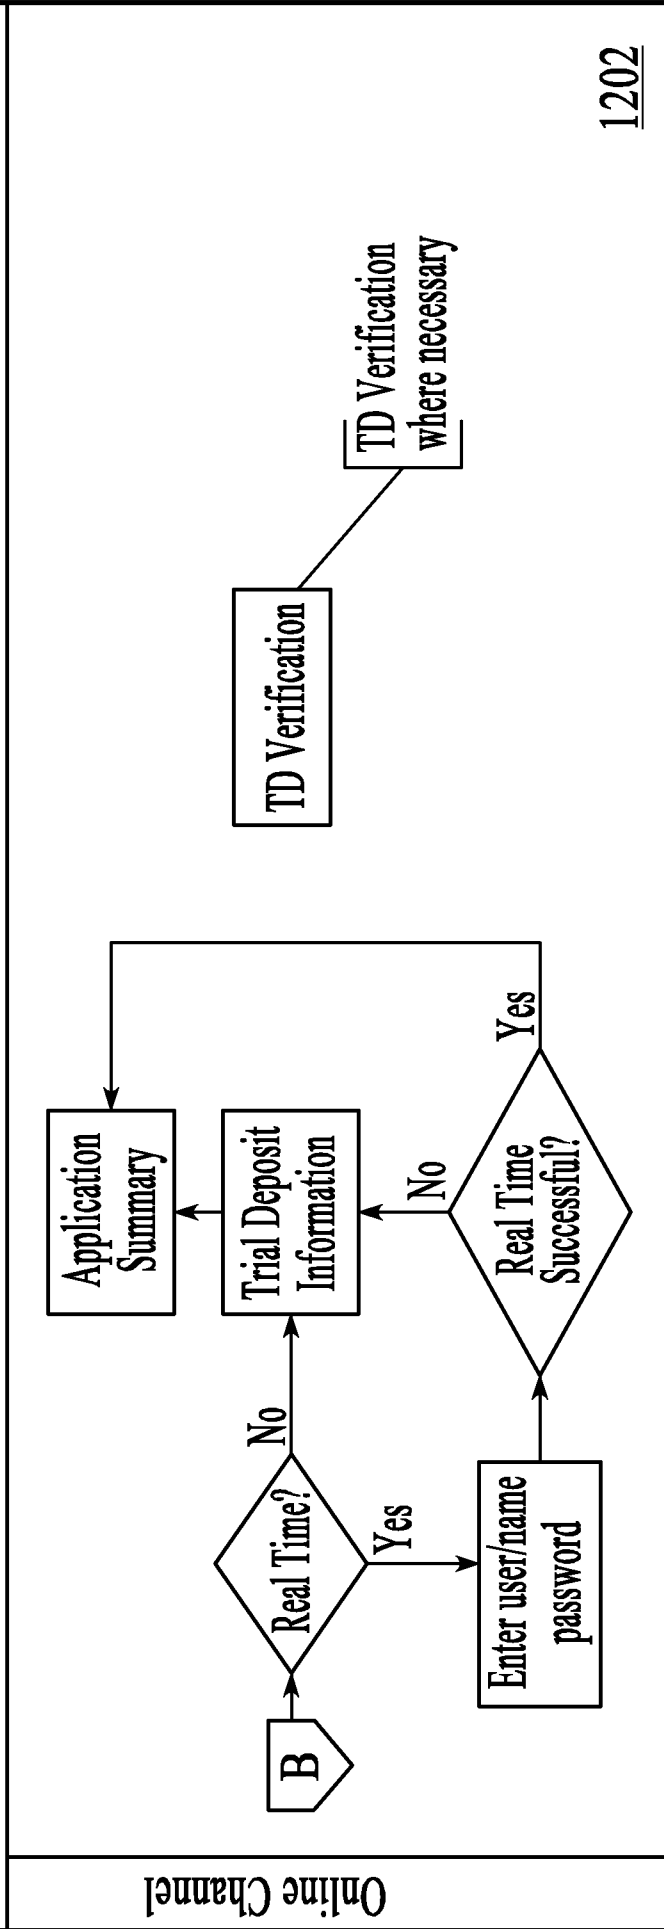 Online Channel
B
Real Time?
No
Yes
Enter user/name
password
Application
Summary
Trial Deposit
Information
No
Real Time
Successful?
Yes
TD Verification
TD Verification
where necessary
1202